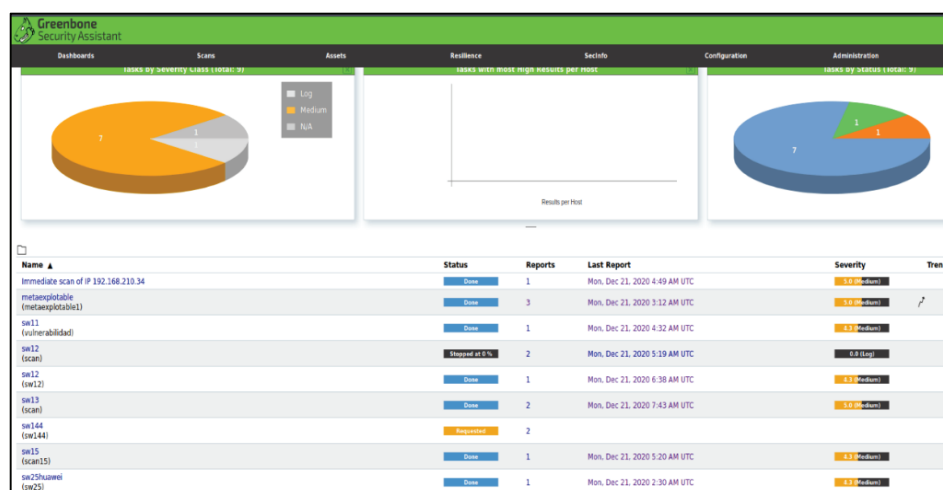 Greenbone
Security Assistant
Dashboards Scans Assets Resilience SecInfo Configuration Administration
Tasks by Severity Class (Total: 9) Tasks with most High Results per Host Tasks by Status (Total: 9)
Log
Medium
N/A
7 1 1
Results per Host
7 1 1
Name ▲ Status Reports Last Report Severity Tren
Immediate scan of IP 192.168.210.34 Done 1 Mon, Dec 21, 2020 4:49 AM UTC 5.0 (Medium)
metaexplotable Done 3 Mon, Dec 21, 2020 3:12 AM UTC 5.0 (Medium)
(metaexplotable1)
sw11 Done 1 Mon, Dec 21, 2020 4:32 AM UTC 4.3 (Medium)
(vulnerabilidad)
sw12 Stopped at 0 % 2 Mon, Dec 21, 2020 5:19 AM UTC 0.0 (Log)
(scan)
sw12 Done 1 Mon, Dec 21, 2020 6:38 AM UTC 4.3 (Medium)
(sw12)
sw13 Done 2 Mon, Dec 21, 2020 7:43 AM UTC 5.0 (Medium)
(scan)
sw144 Requested 2
(sw144)
sw15 Done 1 Mon, Dec 21, 2020 5:20 AM UTC 4.3 (Medium)
(scan15)
sw25huawei Done 1 Mon, Dec 21, 2020 2:30 AM UTC 4.3 (Medium)
(sw25)